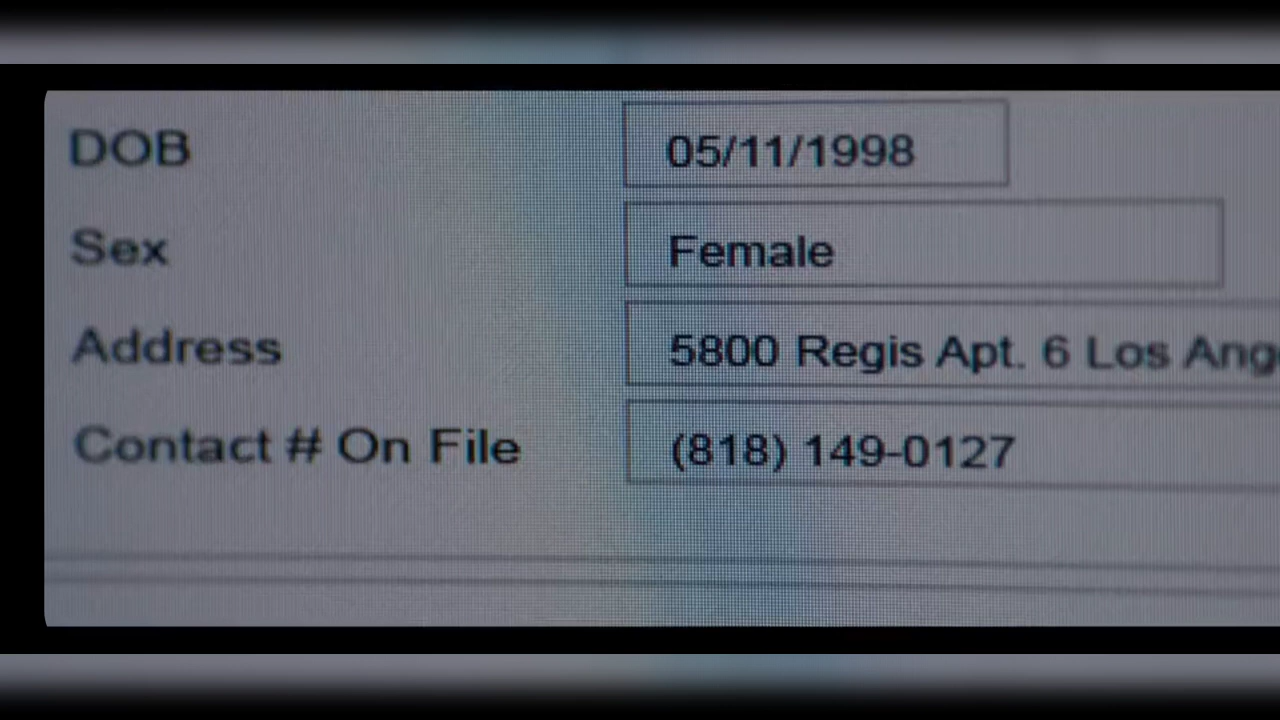 DOB 05/11/1998
Sex Female
Address 5800 Regis Apt. 6 Los Ang
Contact # On File (818) 149-0127